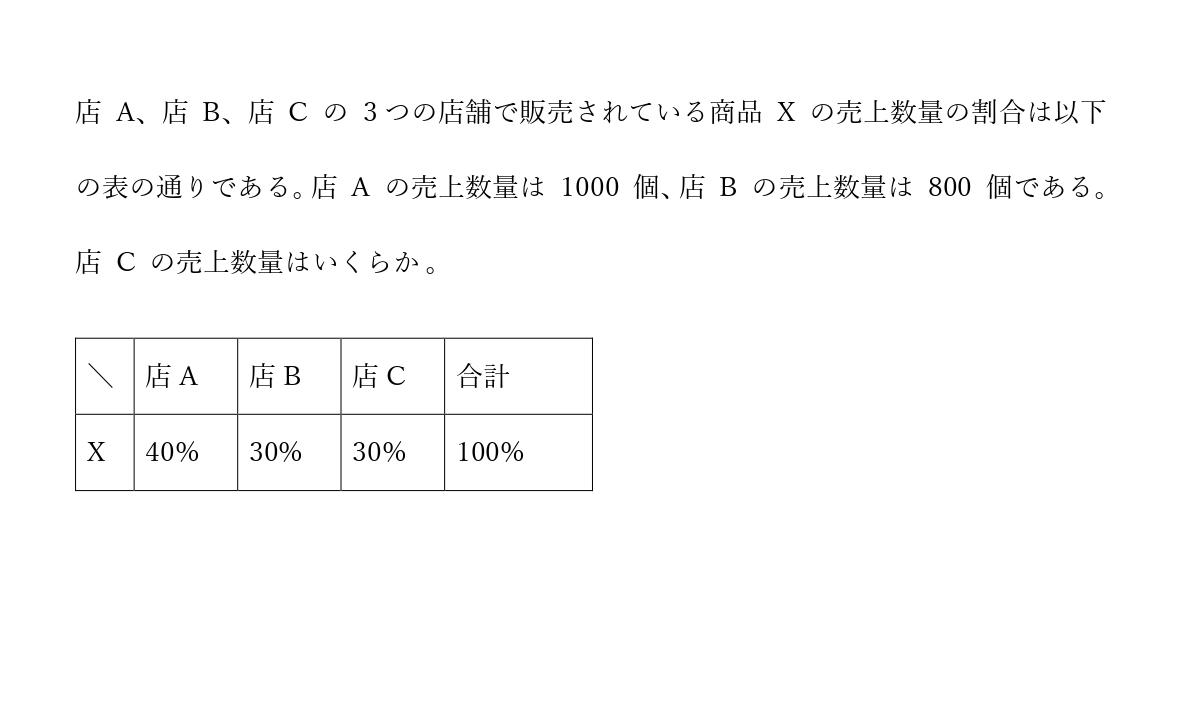 店 A、店 B、店 C の 3つの店舗で販売されている商品 X の売上数量の割合は以下
の表の通りである。店 A の売上数量は 1000 個、店 B の売上数量は 800 個である。
店 C の売上数量はいくらか。
＼ 店A 店B 店C 合計
X 40% 30% 30% 100%